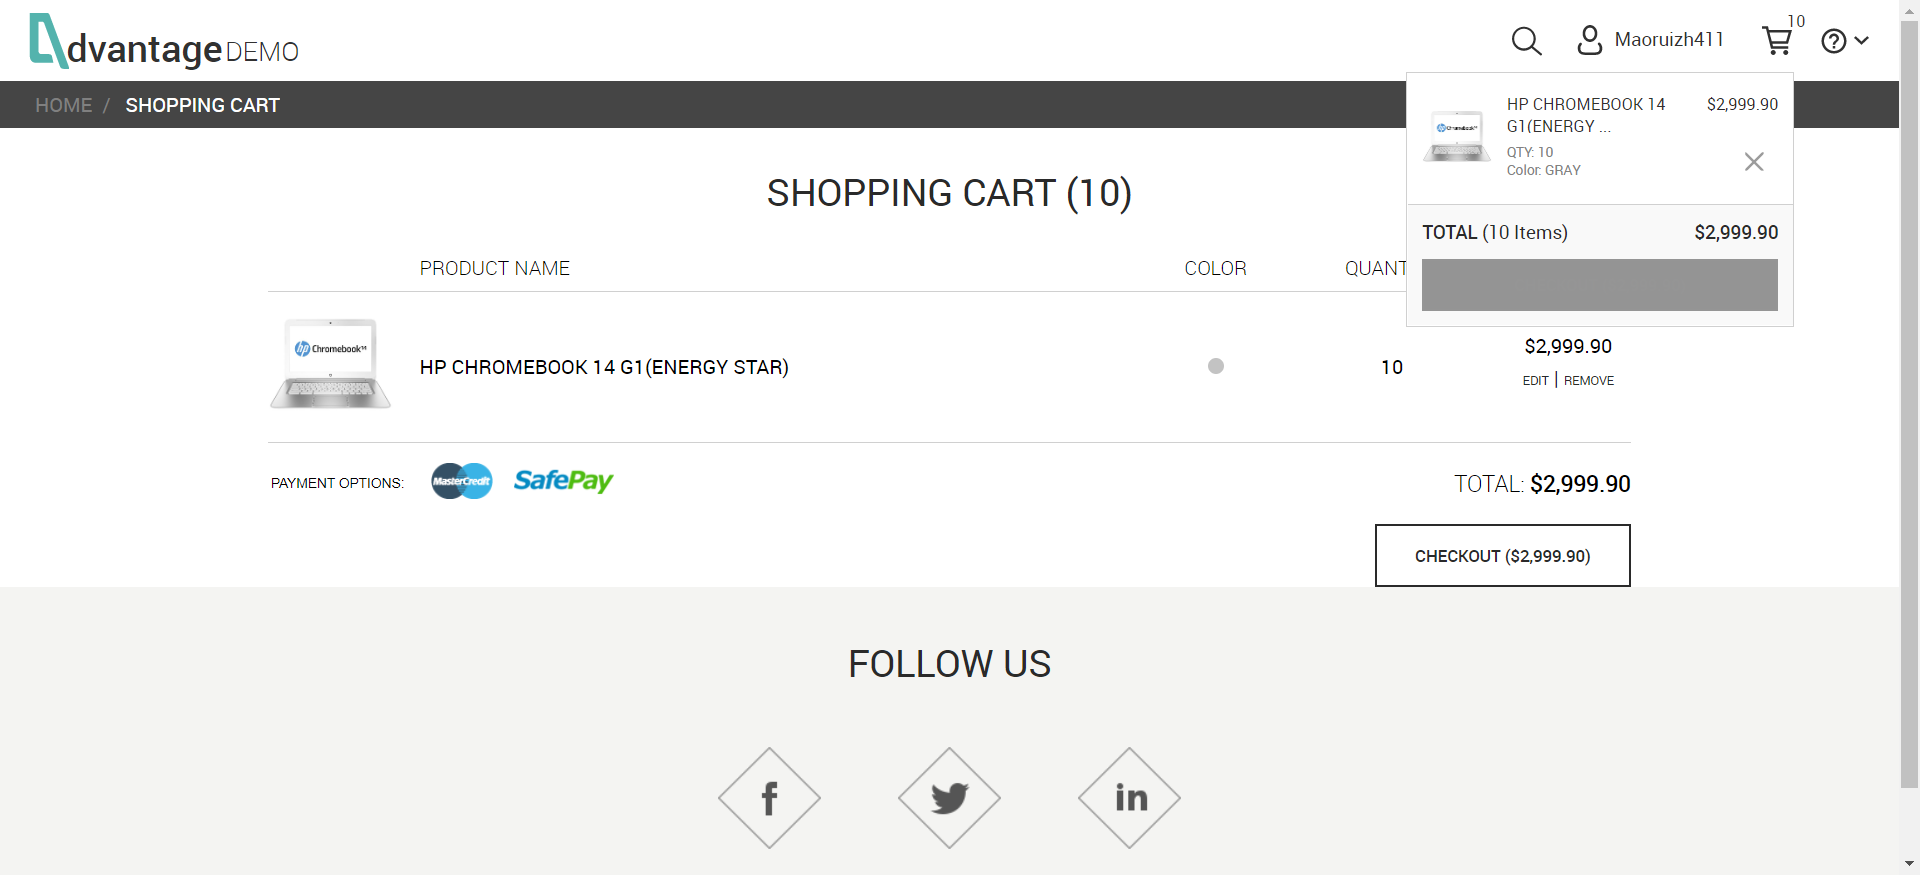 dvantage DEMO
Maoruizh411
10
HOME / SHOPPING CART
HP CHROMEBOOK 14 G1(ENERGY ...
$2,999.90
QTY: 10
Color: GRAY
TOTAL (10 Items) $2,999.90
SHOPPING CART (10)
PRODUCT NAME COLOR QUANT
hp Chromebook14
HP CHROMEBOOK 14 G1(ENERGY STAR) 10 $2,999.90
EDIT | REMOVE
PAYMENT OPTIONS: MasterCredit SafePay
TOTAL: $2,999.90
CHECKOUT ($2,999.90)
FOLLOW US
f
in